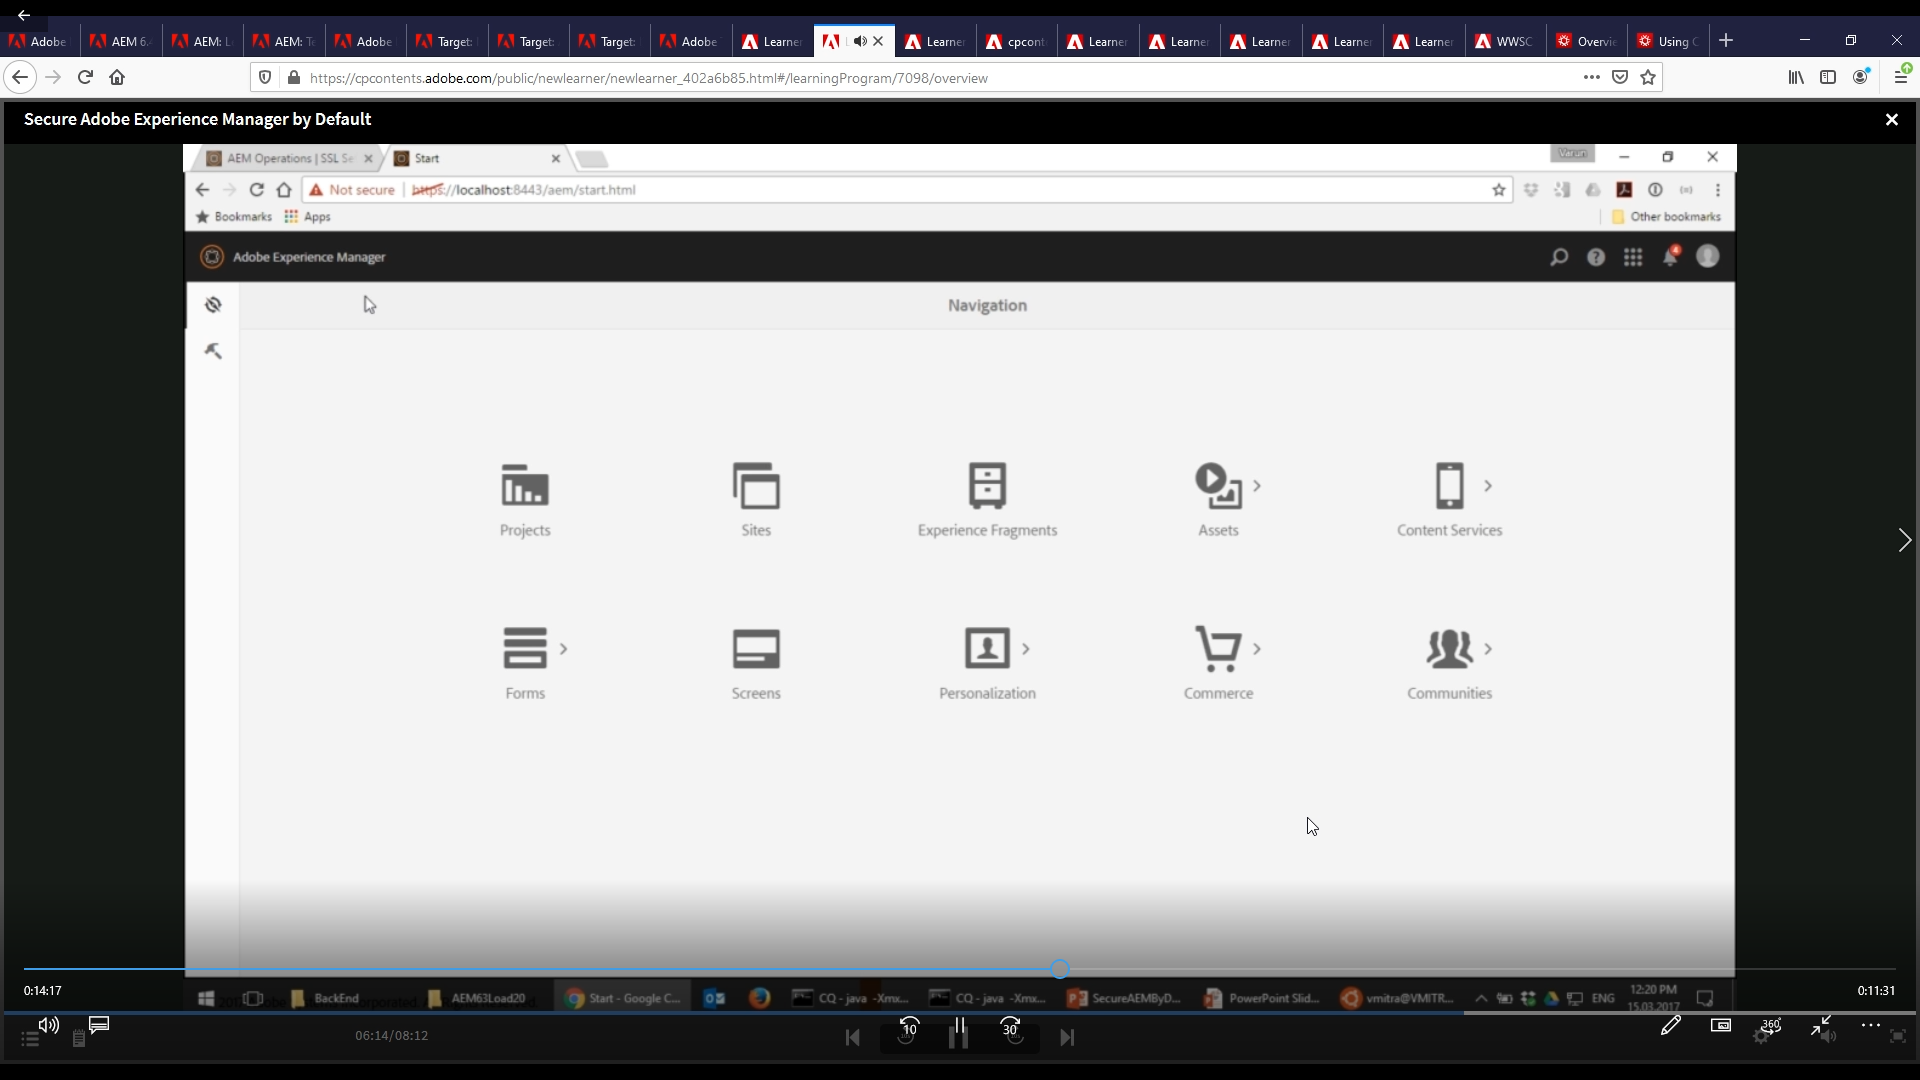 Adobe AEM 6. AEM: L AEM: T Adobe Target: Target: Target: Adobe Learner Learner cpcont Learner Learner Learner Learner Learner WWSC Overvi Using C
https://cpcontents.adobe.com/public/newlearner/newlearner_402a6b85.html#/learningProgram/7098/overview
Secure Adobe Experience Manager by Default
AEM Operations | SSL Se Start Varun
Not secure https://localhost:8443/aem/start.html
Bookmarks Apps Other bookmarks
Adobe Experience Manager 4
Navigation
Projects Sites Experience Fragments Assets Content Services
Forms Screens Personalization Commerce Communities
0:14:17 0:11:31
BackEnd AEM63Load20 Start - Google C... CQ - java -Xmx... CQ - java -Xmx... SecureAEMByD... PowerPoint Slid... vmitra@VMITR... ENG 12:20 PM
15.03.2017
06:14/08:12 10 30 360